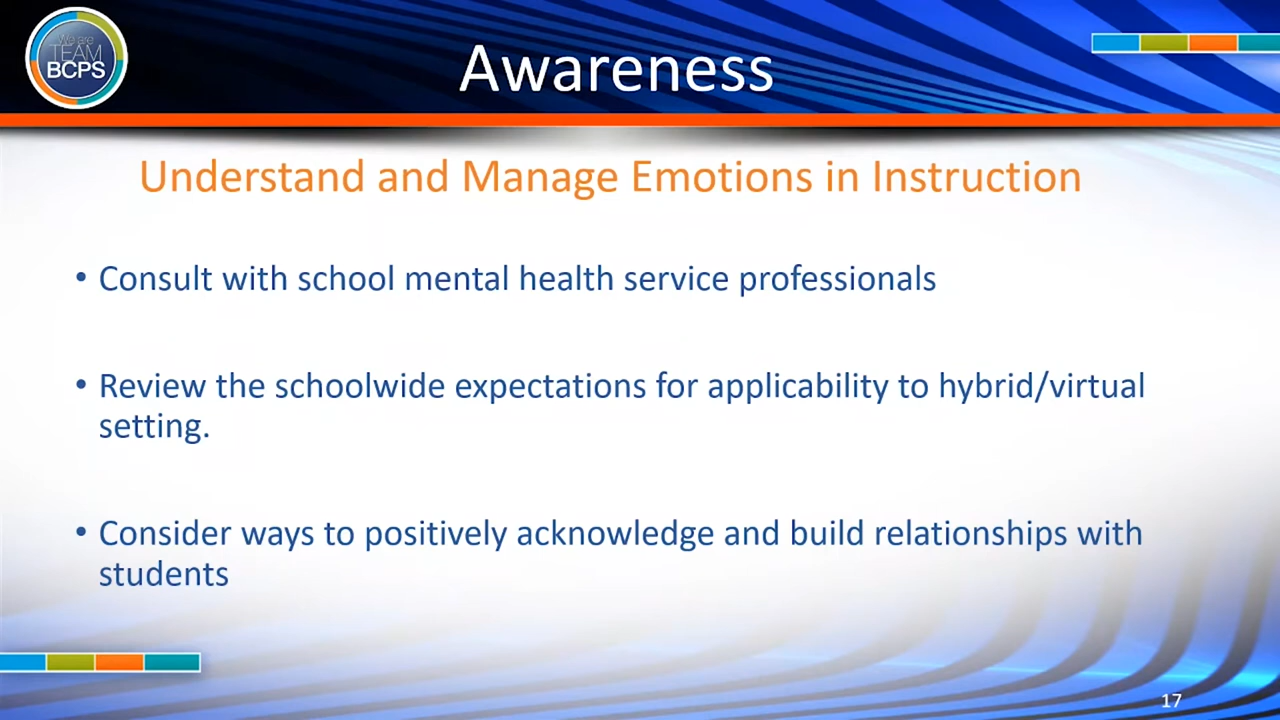 We are
TEAM
BCPS
Awareness
Understand and Manage Emotions in Instruction
• Consult with school mental health service professionals
• Review the schoolwide expectations for applicability to hybrid/virtual
setting.
• Consider ways to positively acknowledge and build relationships with
students
17